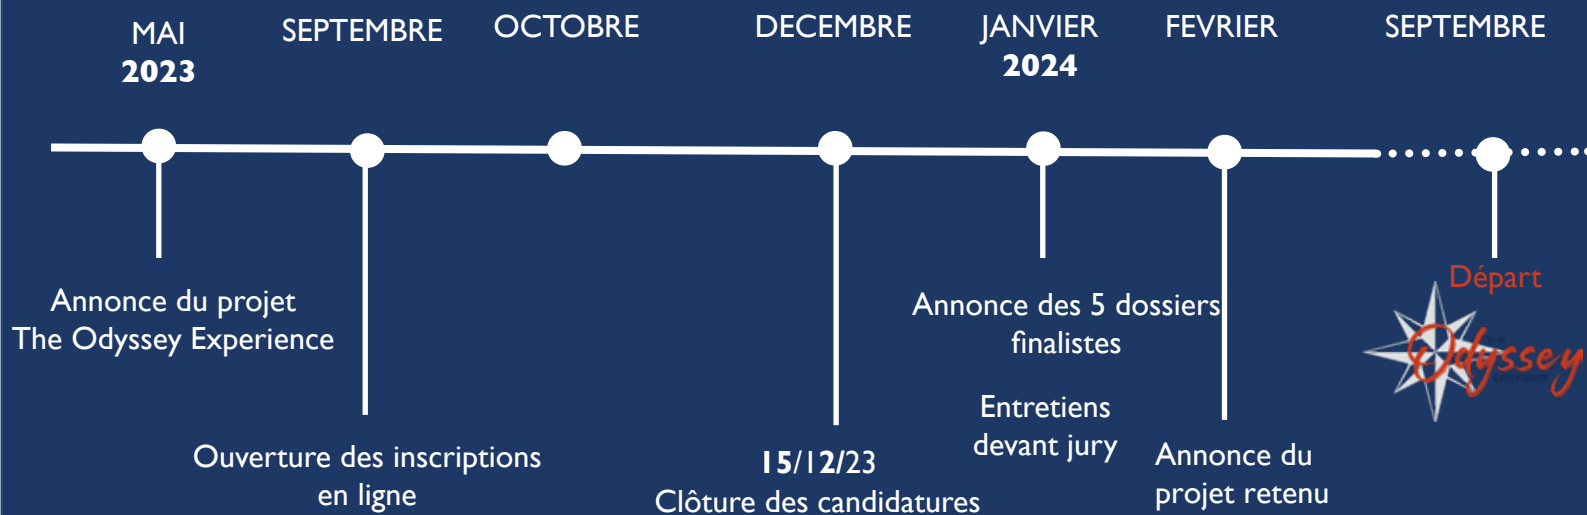 MAI
2023
SEPTEMBRE
OCTOBRE
DECEMBRE
JANVIER
2024
FEVRIER
SEPTEMBRE
Annonce du projet
The Odyssey Experience
Ouverture des inscriptions
en ligne
15/12/23
Clôture des candidatures
Annonce des 5 dossiers
finalistes
Entretiens
devant jury
Annonce du
projet retenu
Départ
THE
Odyssey
EXPERIENCE